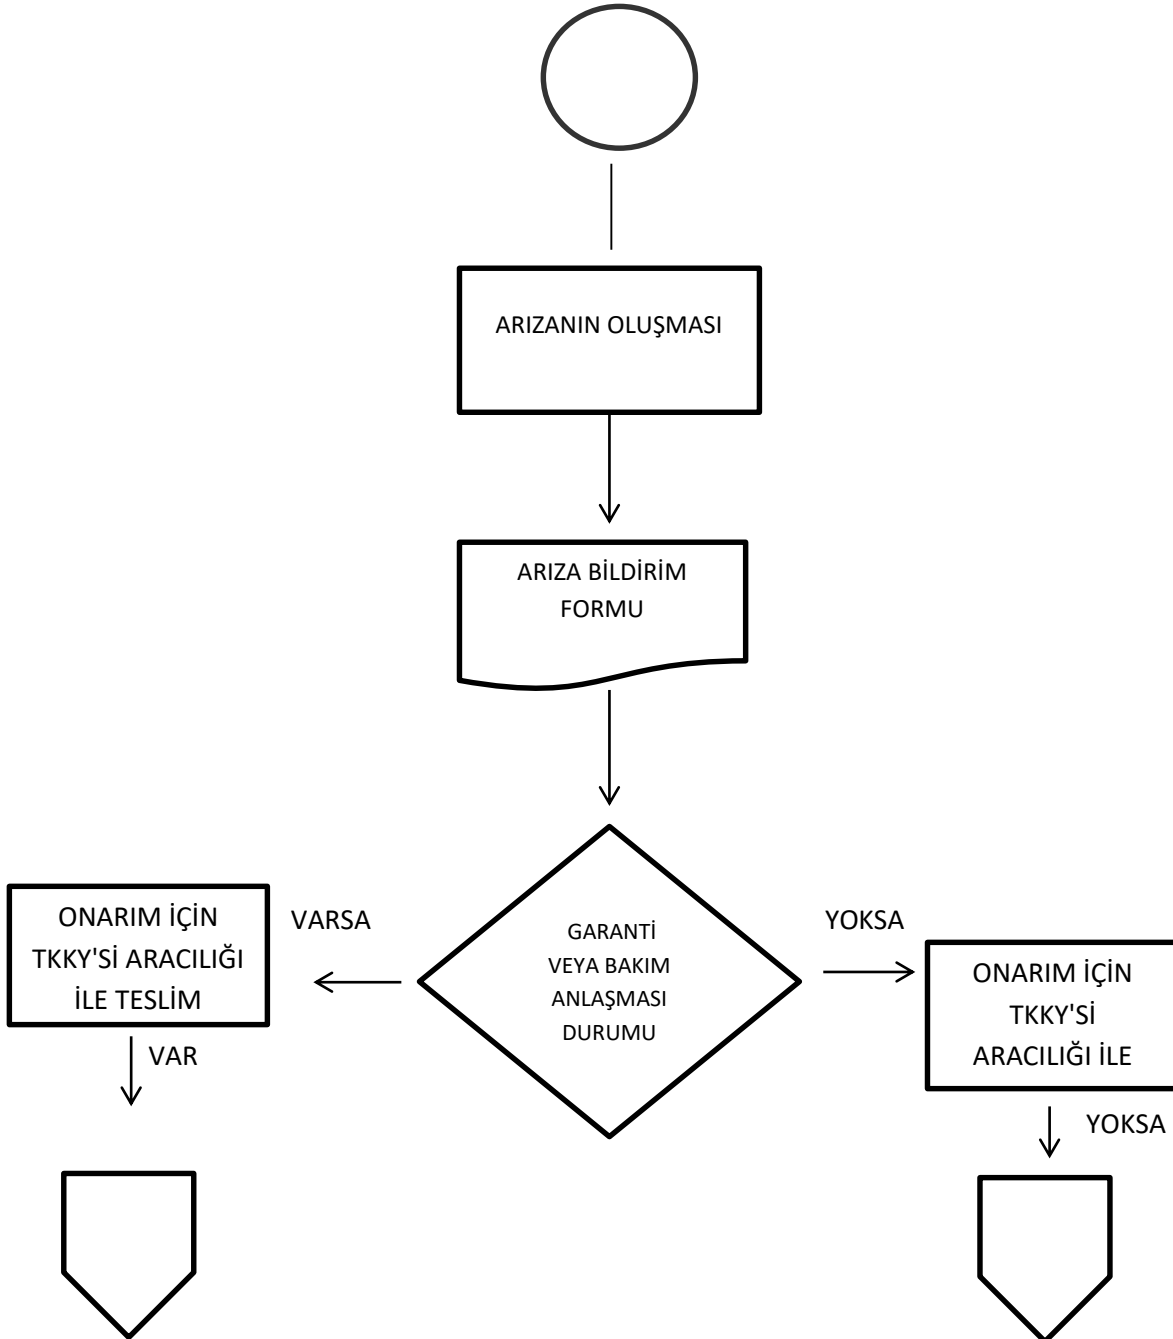 ARIZANIN OLUŞMASI
ARIZA BİLDİRİM
FORMU
GARANTİ
VEYA BAKIM
ANLAŞMASI
DURUMU
VARSA
ONARIM İÇİN
TKKY'Sİ ARACILIĞI
İLE TESLİM
VAR
YOKSA
ONARIM İÇİN
TKKY'Sİ
ARACILIĞI İLE
YOKSA